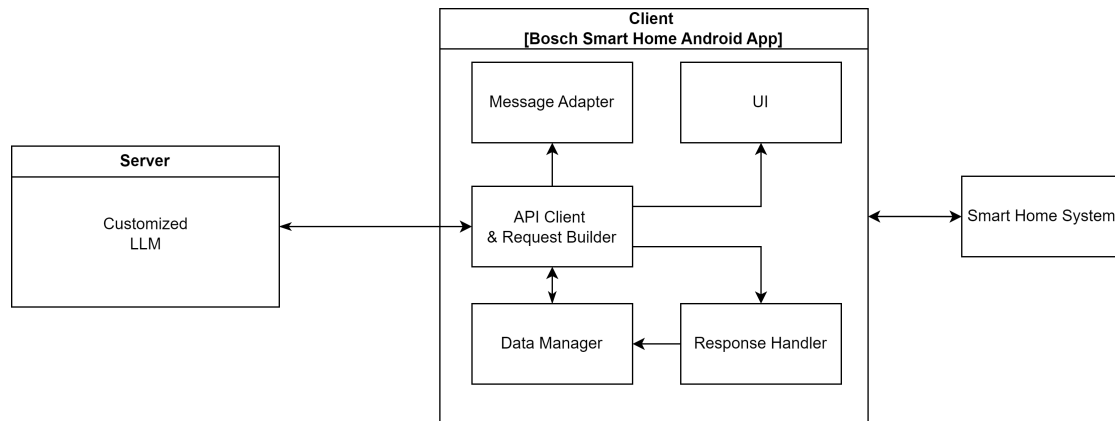 Client
[Bosch Smart Home Android App]
Message Adapter
UI
Server
Customized
LLM
API Client
& Request Builder
Smart Home System
Data Manager
Response Handler